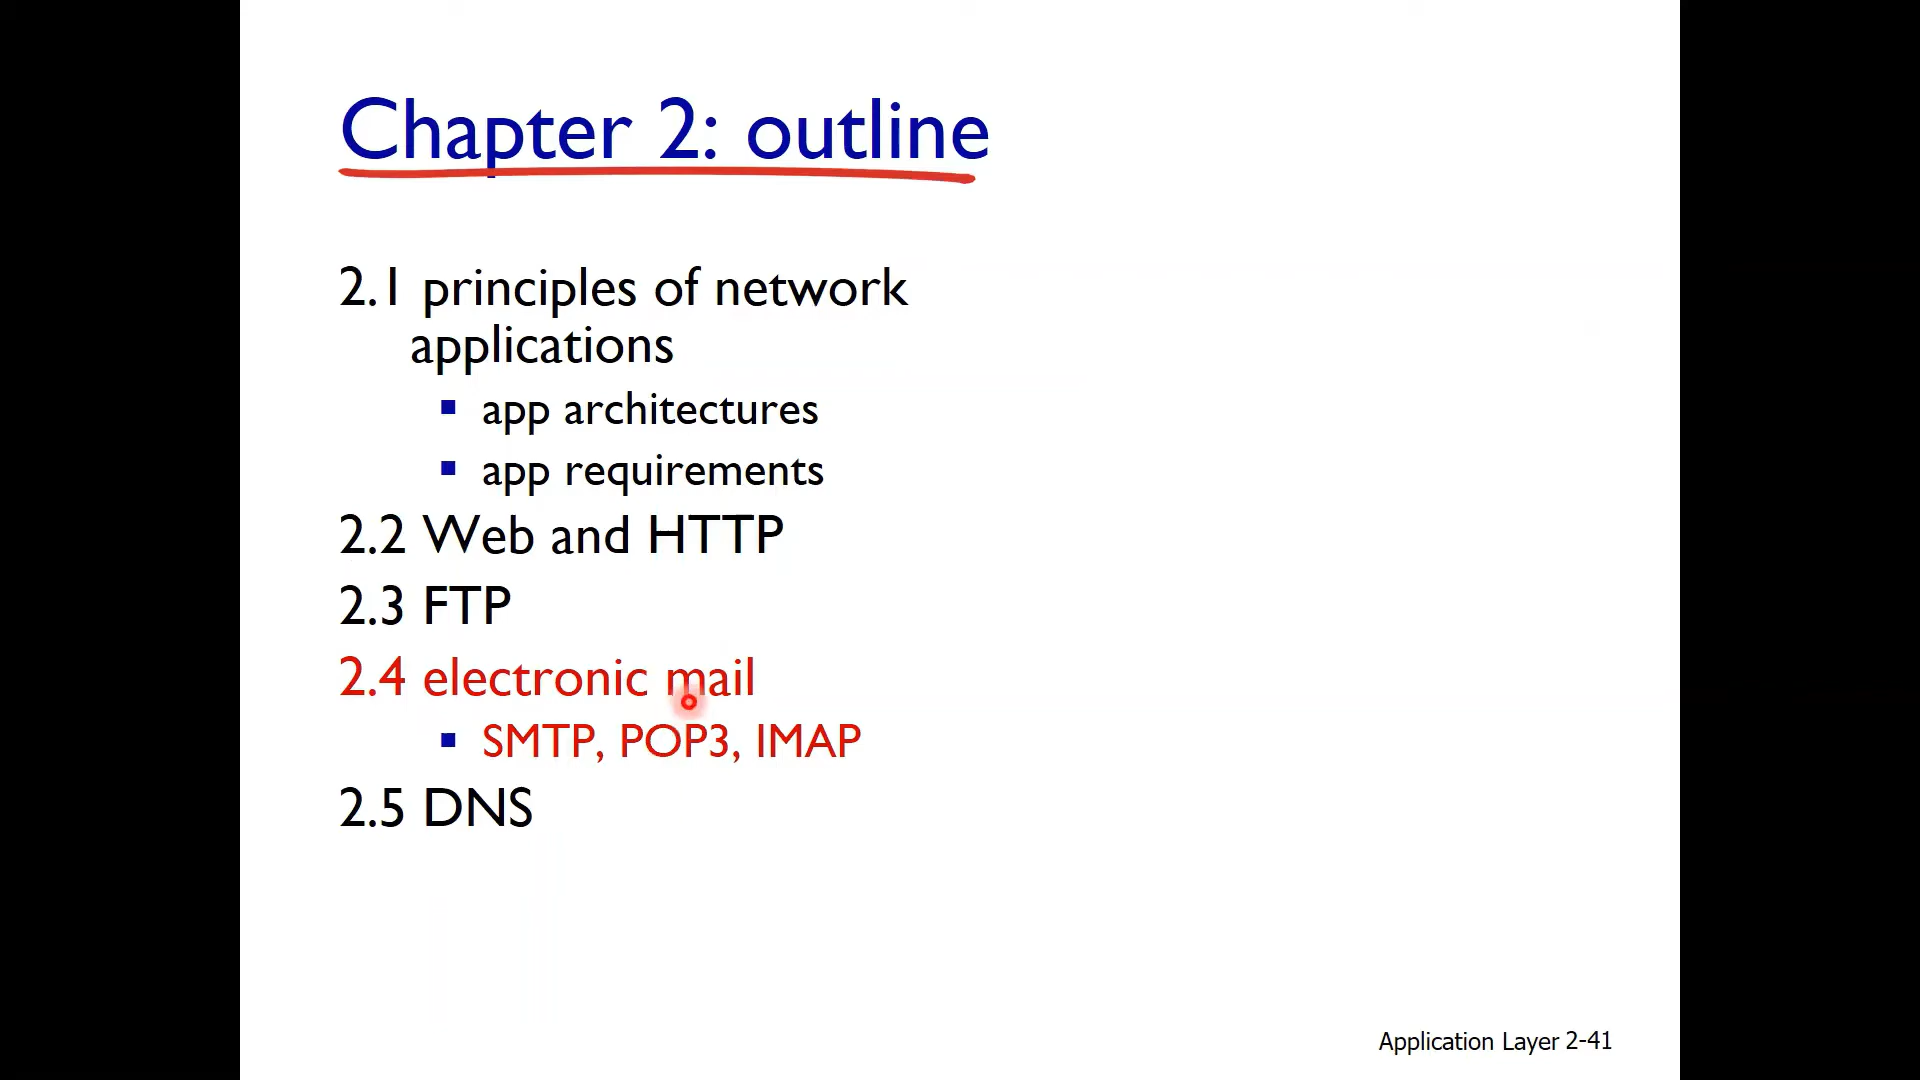 Chapter 2: outline
2.1 principles of network
applications
▪ app architectures
▪ app requirements
2.2 Web and HTTP
2.3 FTP
2.4 electronic mail
▪ SMTP, POP3, IMAP
2.5 DNS
Application Layer 2-41